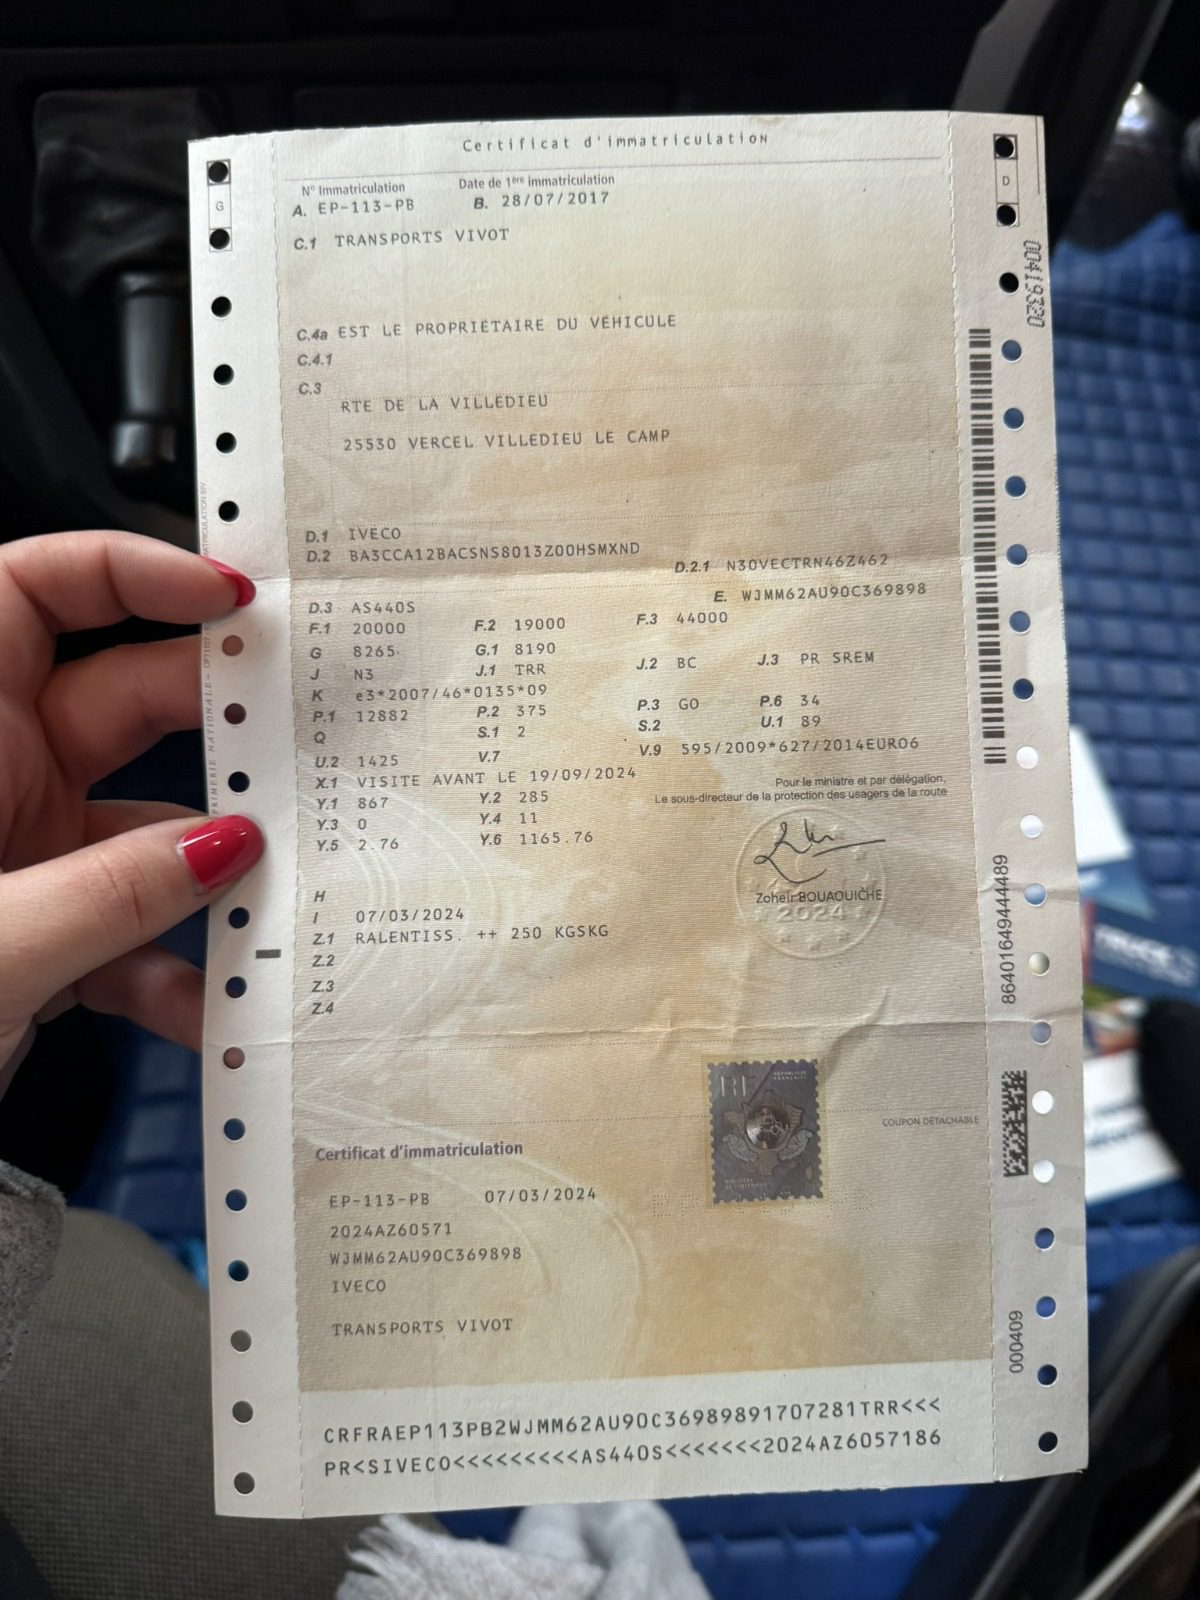 Certificat d'immatriculation
N° Immatriculation Date de 1ère immatriculation
A. EP-113-PB B. 28/07/2017
C.1 TRANSPORTS VIVOT
C.4a EST LE PROPRIÉTAIRE DU VÉHICULE
C.4.1
C.3
RTE DE LA VILLEDIEU
25530 VERCEL VILLEDIEU LE CAMP
D.1 IVECO
D.2 BA3CCA12BACSNS8013Z00HSMXND
D.2.1 N30VECTRN46Z462
D.3 AS440S E. WJMM62AU90C369898
F.1 20000 F.2 19000 F.3 44000
G 8265 G.1 8190
J N3 J.1 TRR J.2 BC J.3 PR SREM
K e3*2007/46*0135*09
P.1 12882 P.2 375 P.3 GO P.6 34
Q S.1 2 S.2 U.1 89
U.2 1425 V.7 V.9 595/2009*627/2014EURO6
X.1 VISITE AVANT LE 19/09/2024
Y.1 867 Y.2 285
Y.3 0 Y.4 11
Y.5 2.76 Y.6 1165.76
Pour le ministre et par délégation,
Le sous-directeur de la protection des usagers de la route
Zoheir BOUAOUICHE
2024
H
I 07/03/2024
Z.1 RALENTISS. ++ 250 KGSKG
Z.2
Z.3
Z.4
RF
RÉPUBLIQUE
FRANÇAISE
COUPON DÉTACHABLE
Certificat d'immatriculation
EP-113-PB 07/03/2024
2024AZ60571
WJMM62AU90C369898
IVECO
TRANSPORTS VIVOT
CRFRAEP113PB2WJMM62AU90C36989891707281TRR<<<
PR<SIVECO<<<<<<<<<AS440S<<<<<<<2024AZ6057186
G
D
004419320
8640164944489
000409